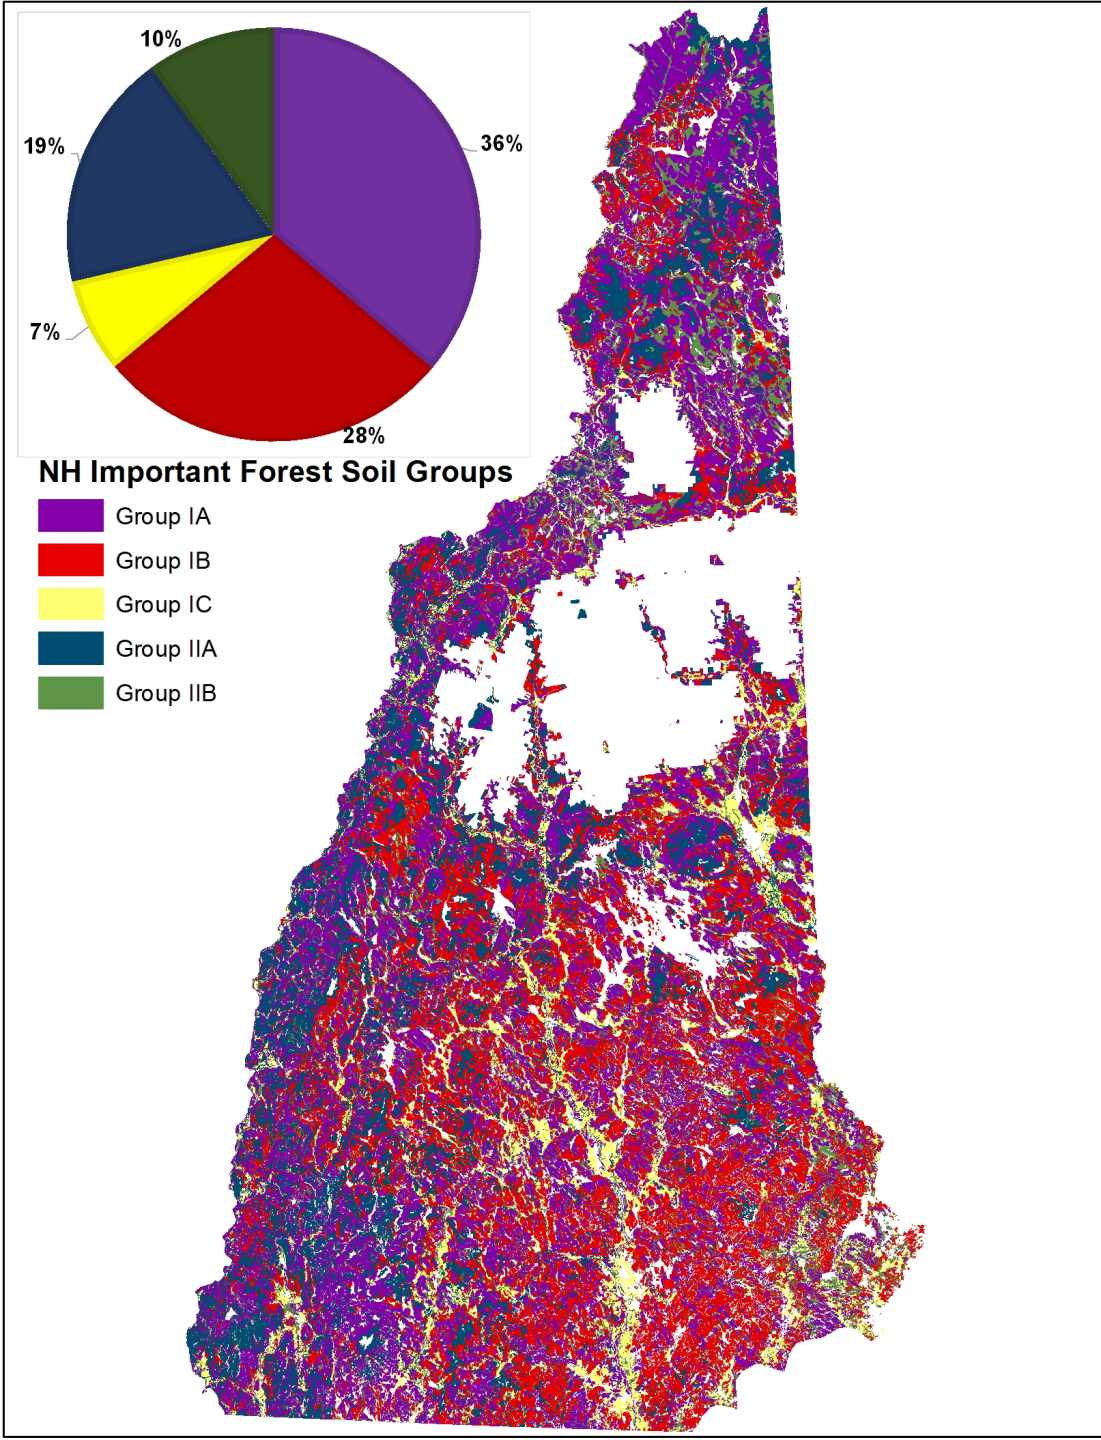 10%
36%
19%
7%
28%
NH Important Forest Soil Groups
Group IA
Group IB
Group IC
Group IIA
Group IIB